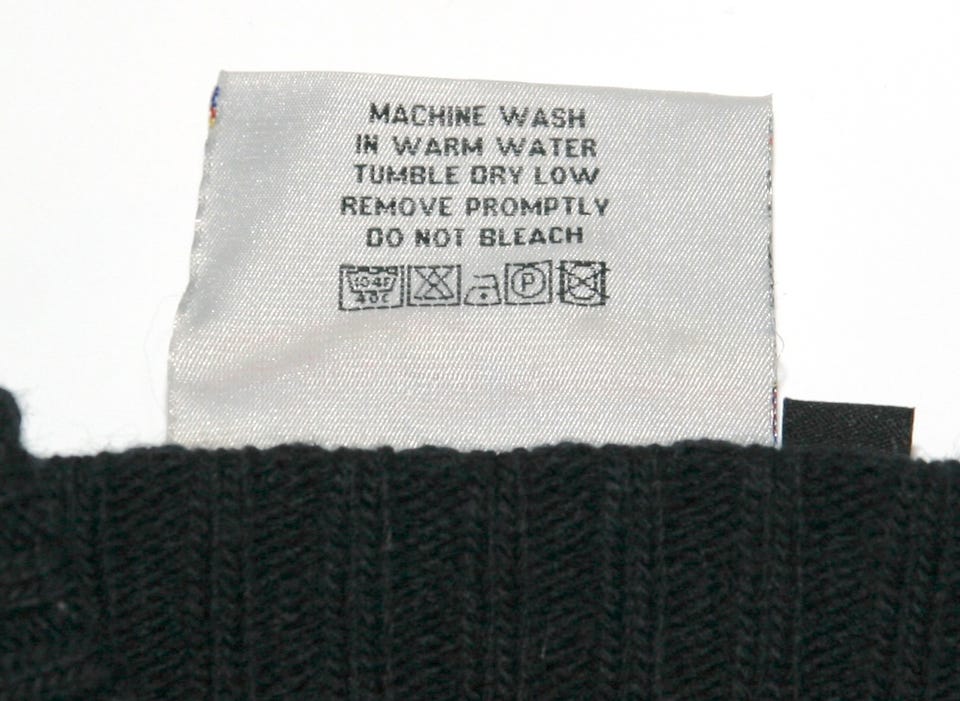 MACHINE WASH
IN WARM WATER
TUMBLE DRY LOW
REMOVE PROMPTLY
DO NOT BLEACH
104F P
40C